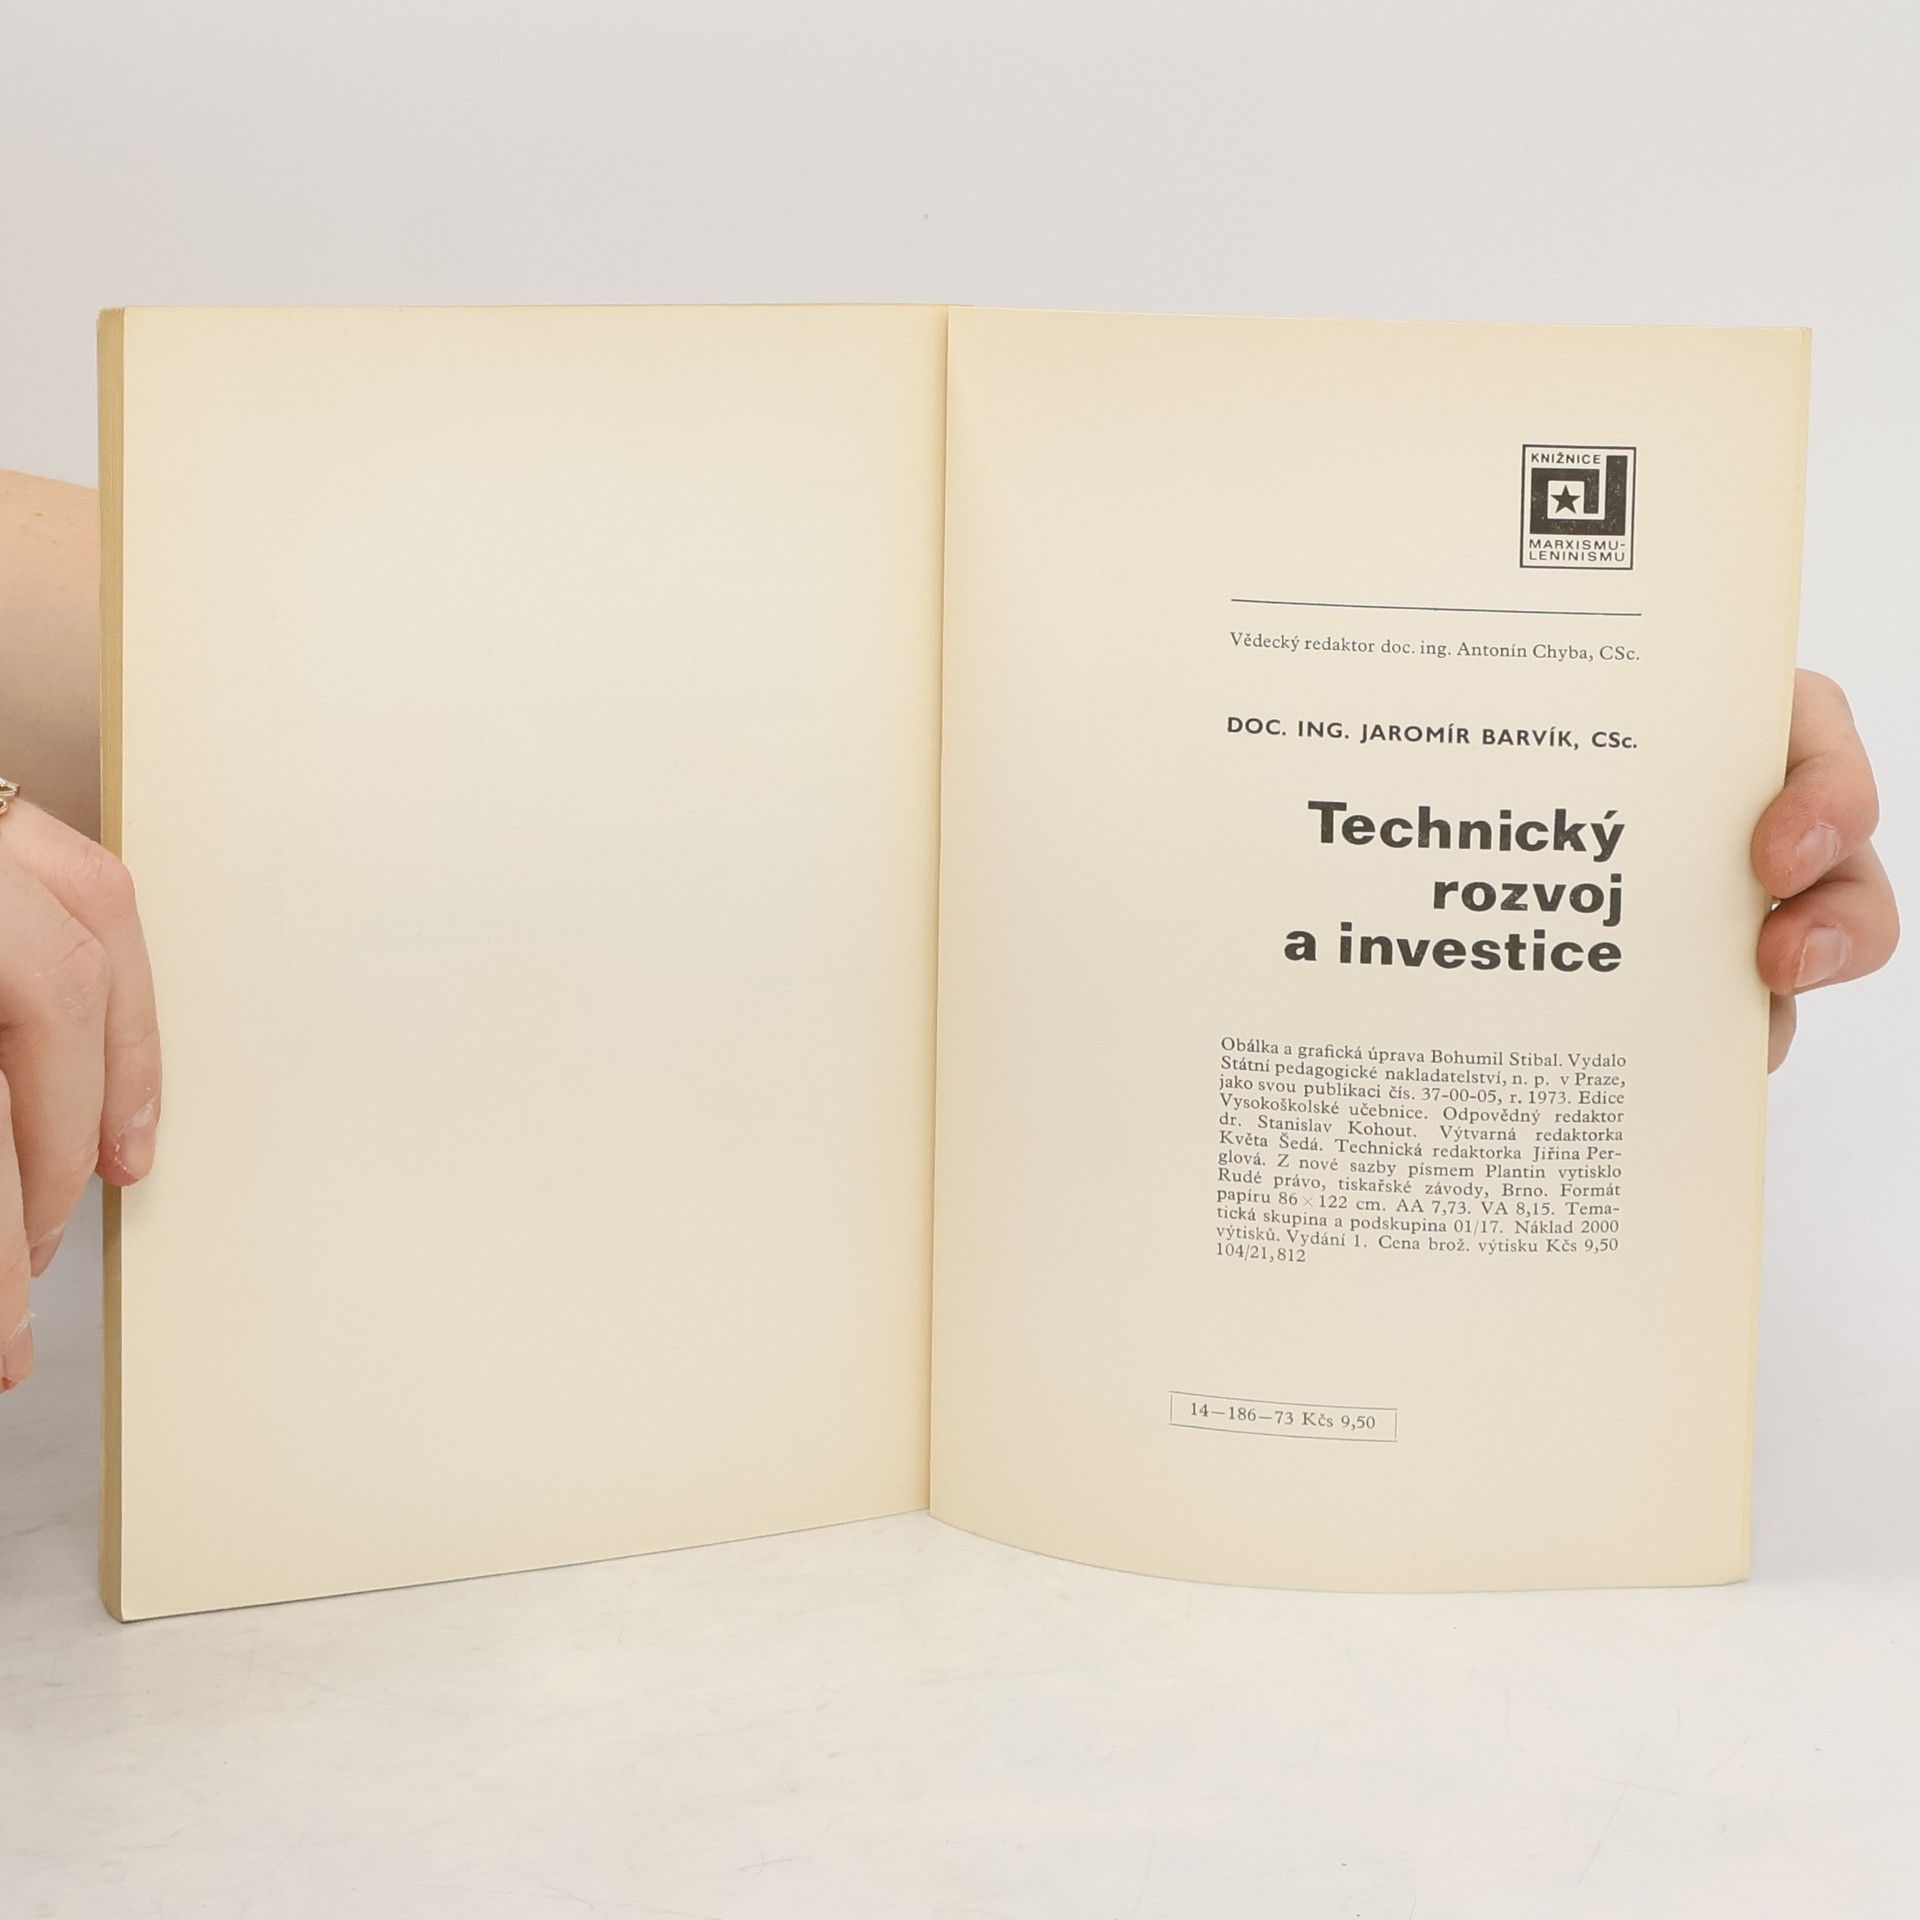 KNIŽNICE
MARXISMU-
LENINISMU
Vědecký redaktor doc. ing. Antonín Chyba, CSc.
DOC. ING. JAROMÍR BARVÍK, CSc.
Technický
rozvoj
a investice
Obálka a grafická úprava Bohumil Stibal. Vydalo
Státní pedagogické nakladatelství, n. p. v Praze,
jako svou publikaci čís. 37-00-05, r. 1973. Edice
Vysokoškolské učebnice. Odpovědný redaktor
dr. Stanislav Kohout. Výtvarná redaktorka
Květa Šedá. Technická redaktorka Jiřina Per-
glová. Z nové sazby písmem Plantin vytisklo
Rudé právo, tiskařské závody, Brno. Formát
papíru 86 × 122 cm. AA 7,73. VA 8,15. Tema-
tická skupina a podskupina 01/17. Náklad 2000
výtisků. Vydání 1. Cena brož. výtisku Kčs 9,50
104/21,812
14—186—73 Kčs 9,50